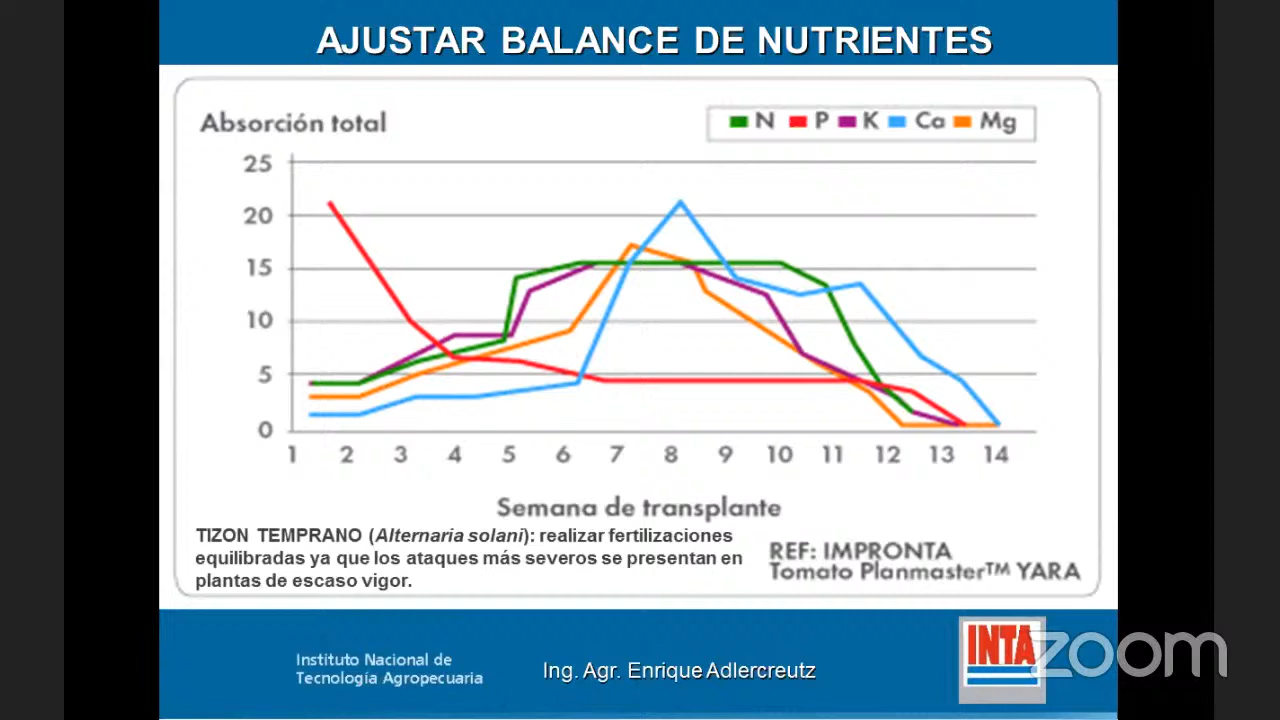 AJUSTAR BALANCE DE NUTRIENTES
Absorción total
N P K Ca Mg
25
20
15
10
5
0
1 2 3 4 5 6 7 8 9 10 11 12 13 14
Semana de transplante
TIZON TEMPRANO (Alternaria solani): realizar fertilizaciones
equilibradas ya que los ataques más severos se presentan en
plantas de escaso vigor.
REF: IMPRONTA
Tomato Planmaster™ YARA
Instituto Nacional de
Tecnología Agropecuaria
Ing. Agr. Enrique Adlercreutz
INTA
zoom